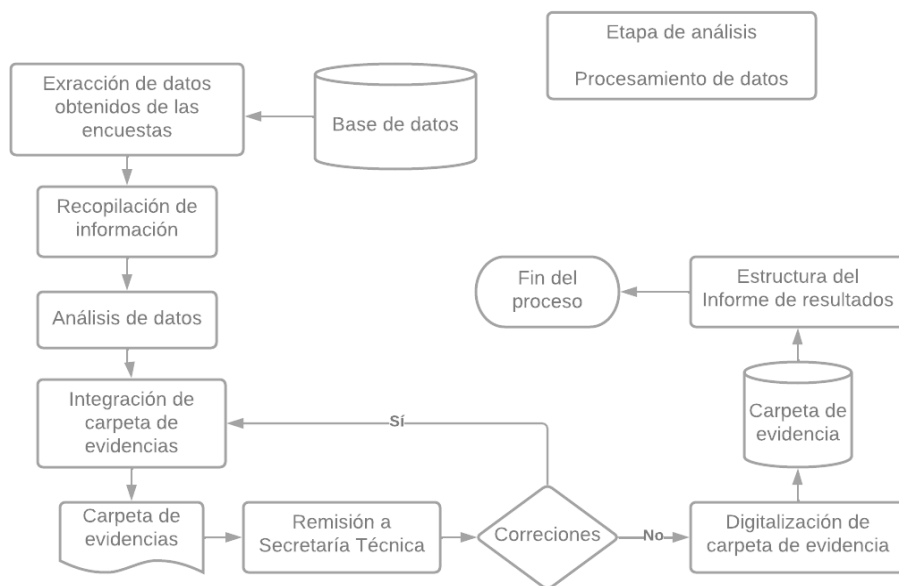 Etapa de análisis
Procesamiento de datos
Exracción de datos
obtenidos de las
encuestas
Base de datos
Recopilación de
información
Análisis de datos
Integración de
carpeta de
evidencias
Carpeta de
evidencias
Remisión a
Secretaría Técnica
Correciones
Sí
No
Digitalización de
carpeta de evidencia
Carpeta de
evidencia
Estructura del
Informe de resultados
Fin del
proceso